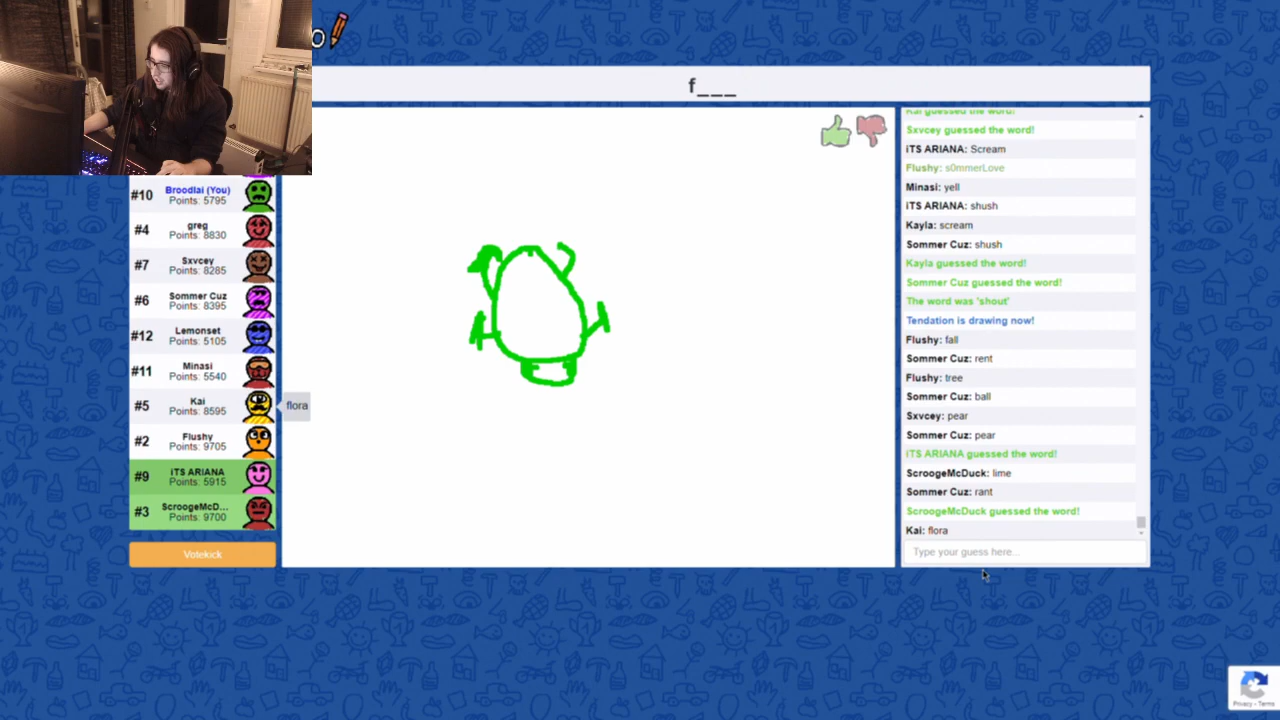 o
f___
Kai guessed the word!
Sxvcey guessed the word!
iTS ARIANA: Scream
Flushy: s0mmerLove
Minasi: yell
iTS ARIANA: shush
Kayla: scream
Sommer Cuz: shush
Kayla guessed the word!
Sommer Cuz guessed the word!
The word was 'shout'
Tendation is drawing now!
Flushy: fall
Sommer Cuz: rent
Flushy: tree
Sommer Cuz: ball
Sxvcey: pear
Sommer Cuz: pear
iTS ARIANA guessed the word!
ScroogeMcDuck: lime
Sommer Cuz: rant
ScroogeMcDuck guessed the word!
Kai: flora
Type your guess here...
#10 Broodlai (You)
Points: 5795
#4 greg
Points: 8830
#7 Sxvcey
Points: 8285
#6 Sommer Cuz
Points: 8395
#12 Lemonset
Points: 5105
#11 Minasi
Points: 5540
#5 Kai
Points: 8595
flora
#2 Flushy
Points: 9705
#9 iTS ARIANA
Points: 5915
#3 ScroogeMcD...
Points: 9700
Votekick
Privacy - Terms